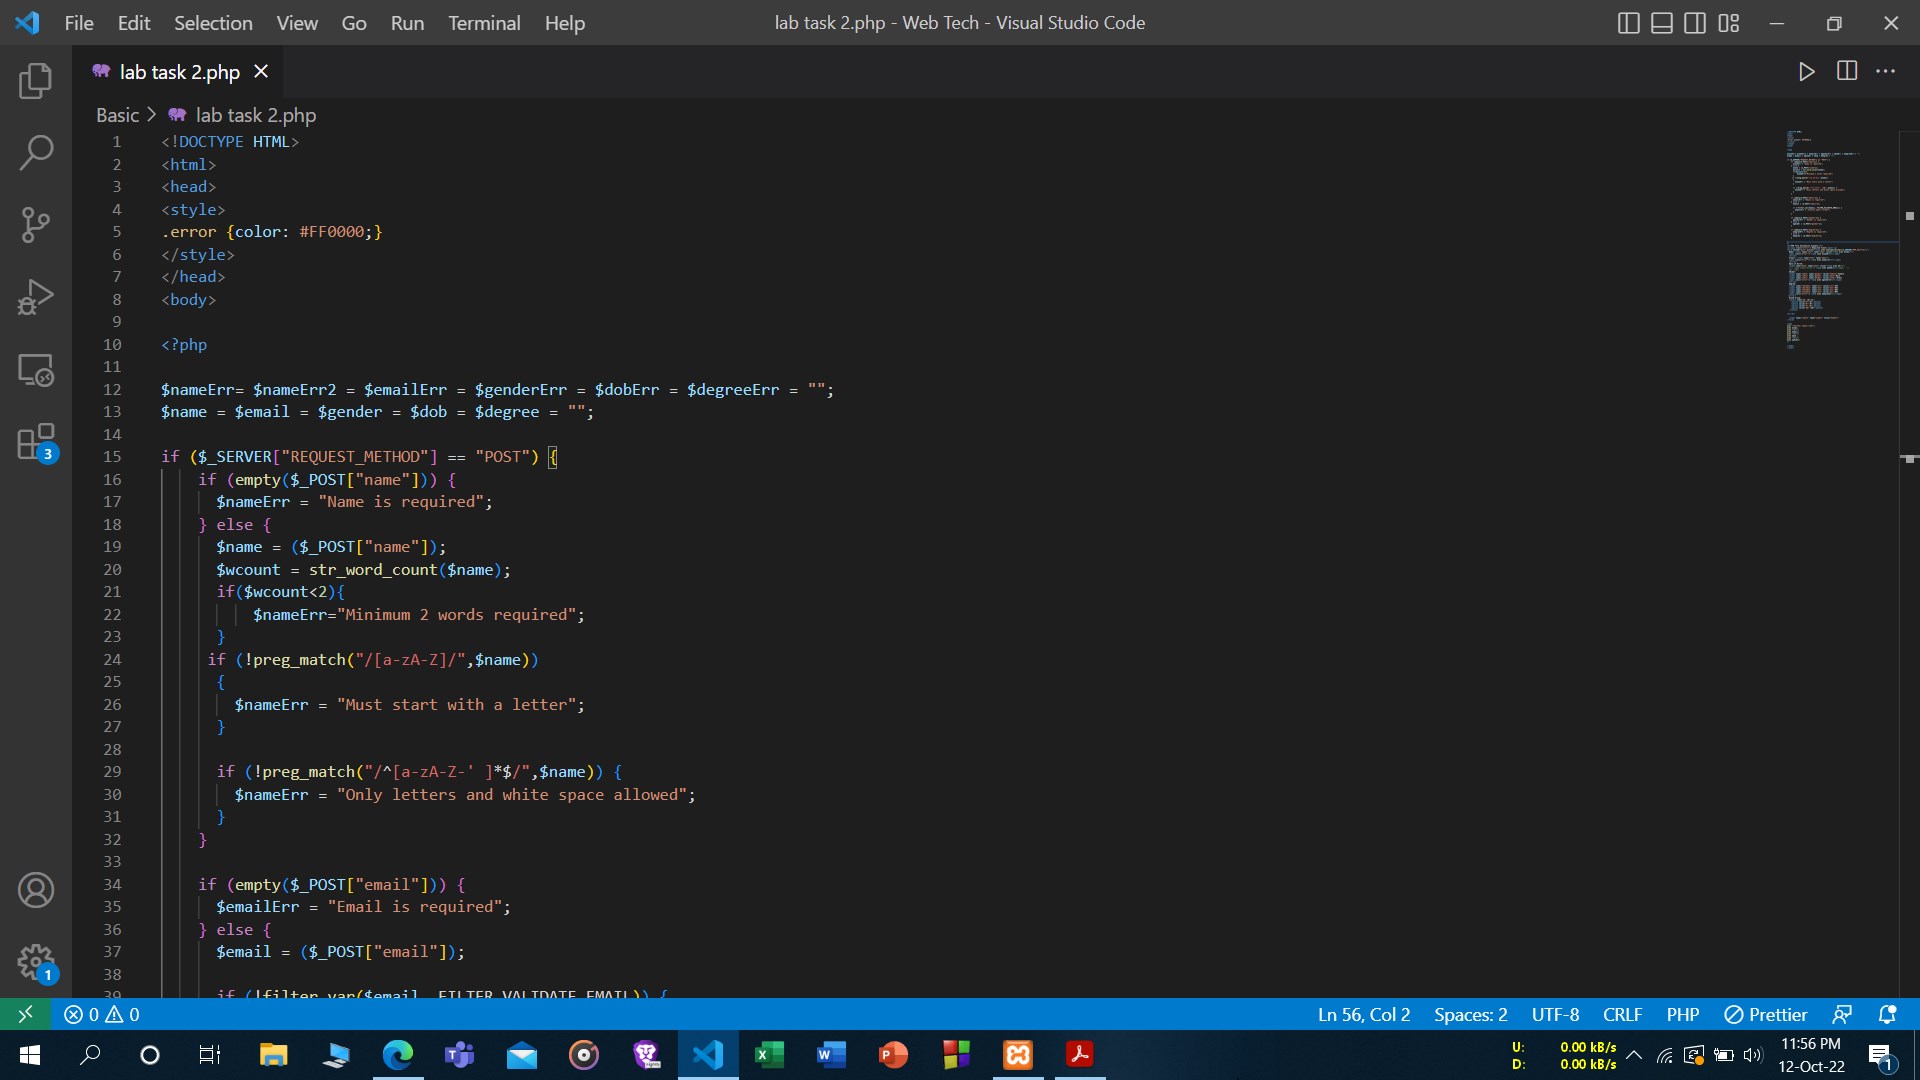 File Edit Selection View Go Run Terminal Help lab task 2.php - Web Tech - Visual Studio Code
lab task 2.php
Basic > lab task 2.php
1 <!DOCTYPE HTML>
2 <html>
3 <head>
4 <style>
5 .error {color: #FF0000;}
6 </style>
7 </head>
8 <body>
9
10 <?php
11
12 $nameErr= $nameErr2 = $emailErr = $genderErr = $dobErr = $degreeErr = "";
13 $name = $email = $gender = $dob = $degree = "";
14
15 if ($_SERVER["REQUEST_METHOD"] == "POST") {
16 if (empty($_POST["name"])) {
17 $nameErr = "Name is required";
18 } else {
19 $name = ($_POST["name"]);
20 $wcount = str_word_count($name);
21 if($wcount<2){
22 $nameErr="Minimum 2 words required";
23 }
24 if (!preg_match("/[a-zA-Z]/",$name))
25 {
26 $nameErr = "Must start with a letter";
27 }
28
29 if (!preg_match("/^[a-zA-Z-' ]*$/",$name)) {
30 $nameErr = "Only letters and white space allowed";
31 }
32 }
33
34 if (empty($_POST["email"])) {
35 $emailErr = "Email is required";
36 } else {
37 $email = ($_POST["email"]);
38
39 if (!filter_var($email, FILTER_VALIDATE_EMAIL)) {
3
1
0 0 Ln 56, Col 2 Spaces: 2 UTF-8 CRLF PHP Prettier
U: 0.00 kB/s
D: 0.00 kB/s
11:56 PM
12-Oct-22
1